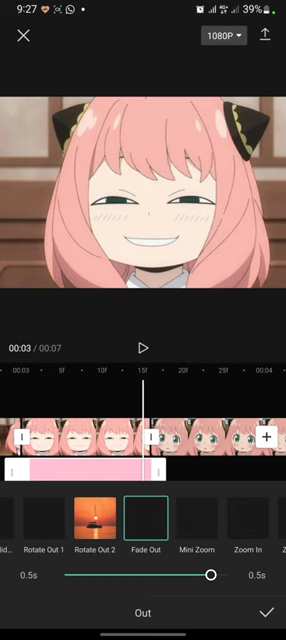 9:27 39%
1080P
00:03 / 00:07
00:03 5f 10f 15f 20f 25f 00:04
Rotate Out 1 Rotate Out 2 Fade Out Mini Zoom Zoom In
0.5s 0.5s
Out